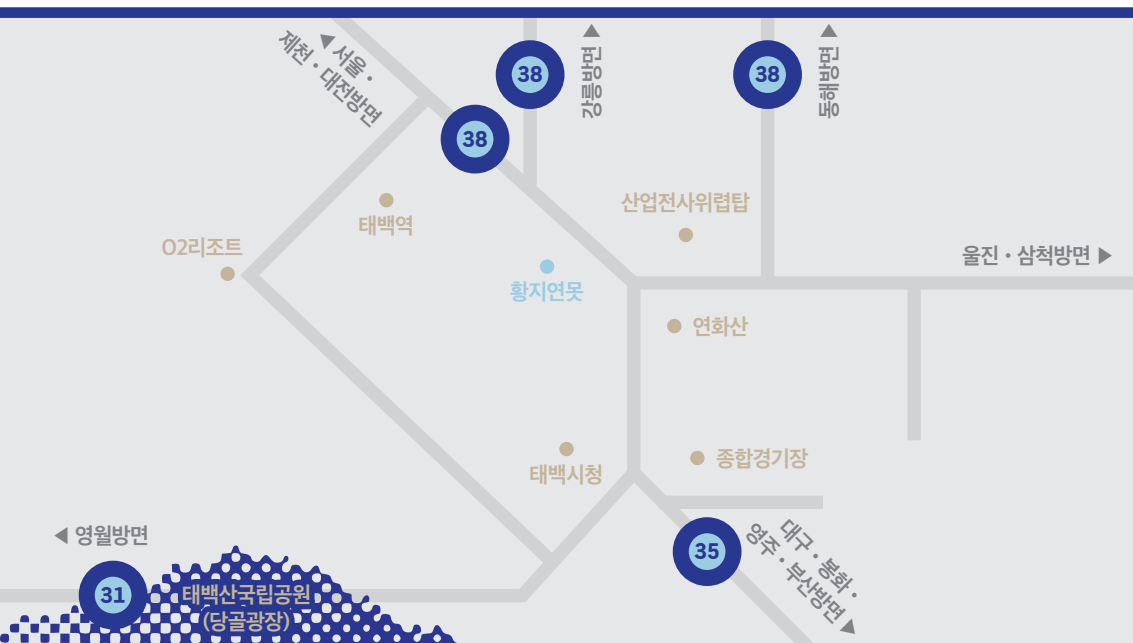 ◀ 서울 ·
제천 · 대전방면
38
강릉방면 ▶
38
동해방면 ▶
38
태백역
산업전사위렵탑
O2리조트
울진 · 삼척방면 ▶
황지연못
연화산
태백시청
종합경기장
◀ 영월방면
35
대구 · 봉화 ·
영주 · 부산방면 ▶
31
태백산국립공원
(당골광장)